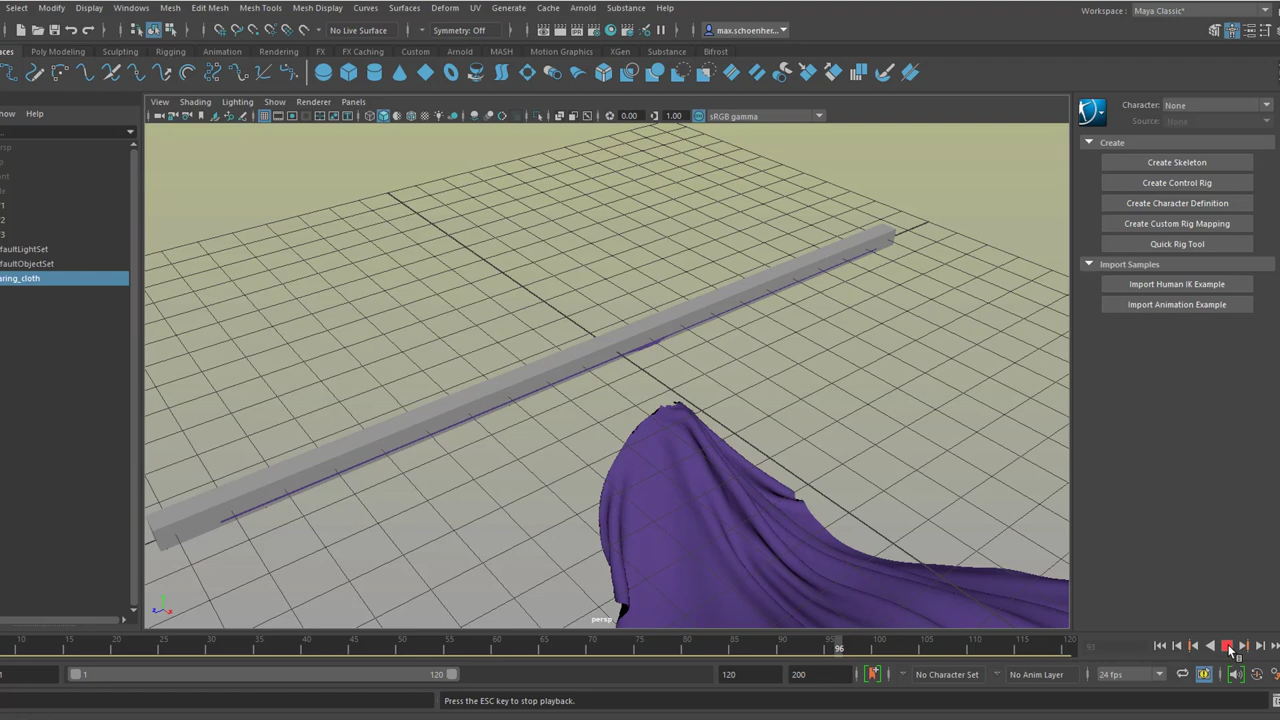 Select Modify Display Windows Mesh Edit Mesh Mesh Tools Mesh Display Curves Surfaces Deform UV Generate Cache Arnold Substance Help
Workspace : Maya Classic*
No Live Surface Symmetry: Off max.schoenher...
Poly Modeling Sculpting Rigging Animation Rendering FX FX Caching Custom Arnold MASH Motion Graphics XGen Substance Bifrost
View Shading Lighting Show Renderer Panels
Show Help
0.00 1.00 sRGB gamma
Character: None
Source: None
Create
Create Skeleton
Create Control Rig
Create Character Definition
Create Custom Rig Mapping
Quick Rig Tool
Import Samples
Import Human IK Example
Import Animation Example
faultLightSet
faultObjectSet
aring_cloth
persp
10 15 20 25 30 35 40 45 50 55 60 65 70 75 80 85 90 95 100 105 110 115 120
96
93
1 120 120 200 No Character Set No Anim Layer 24 fps
Press the ESC key to stop playback.